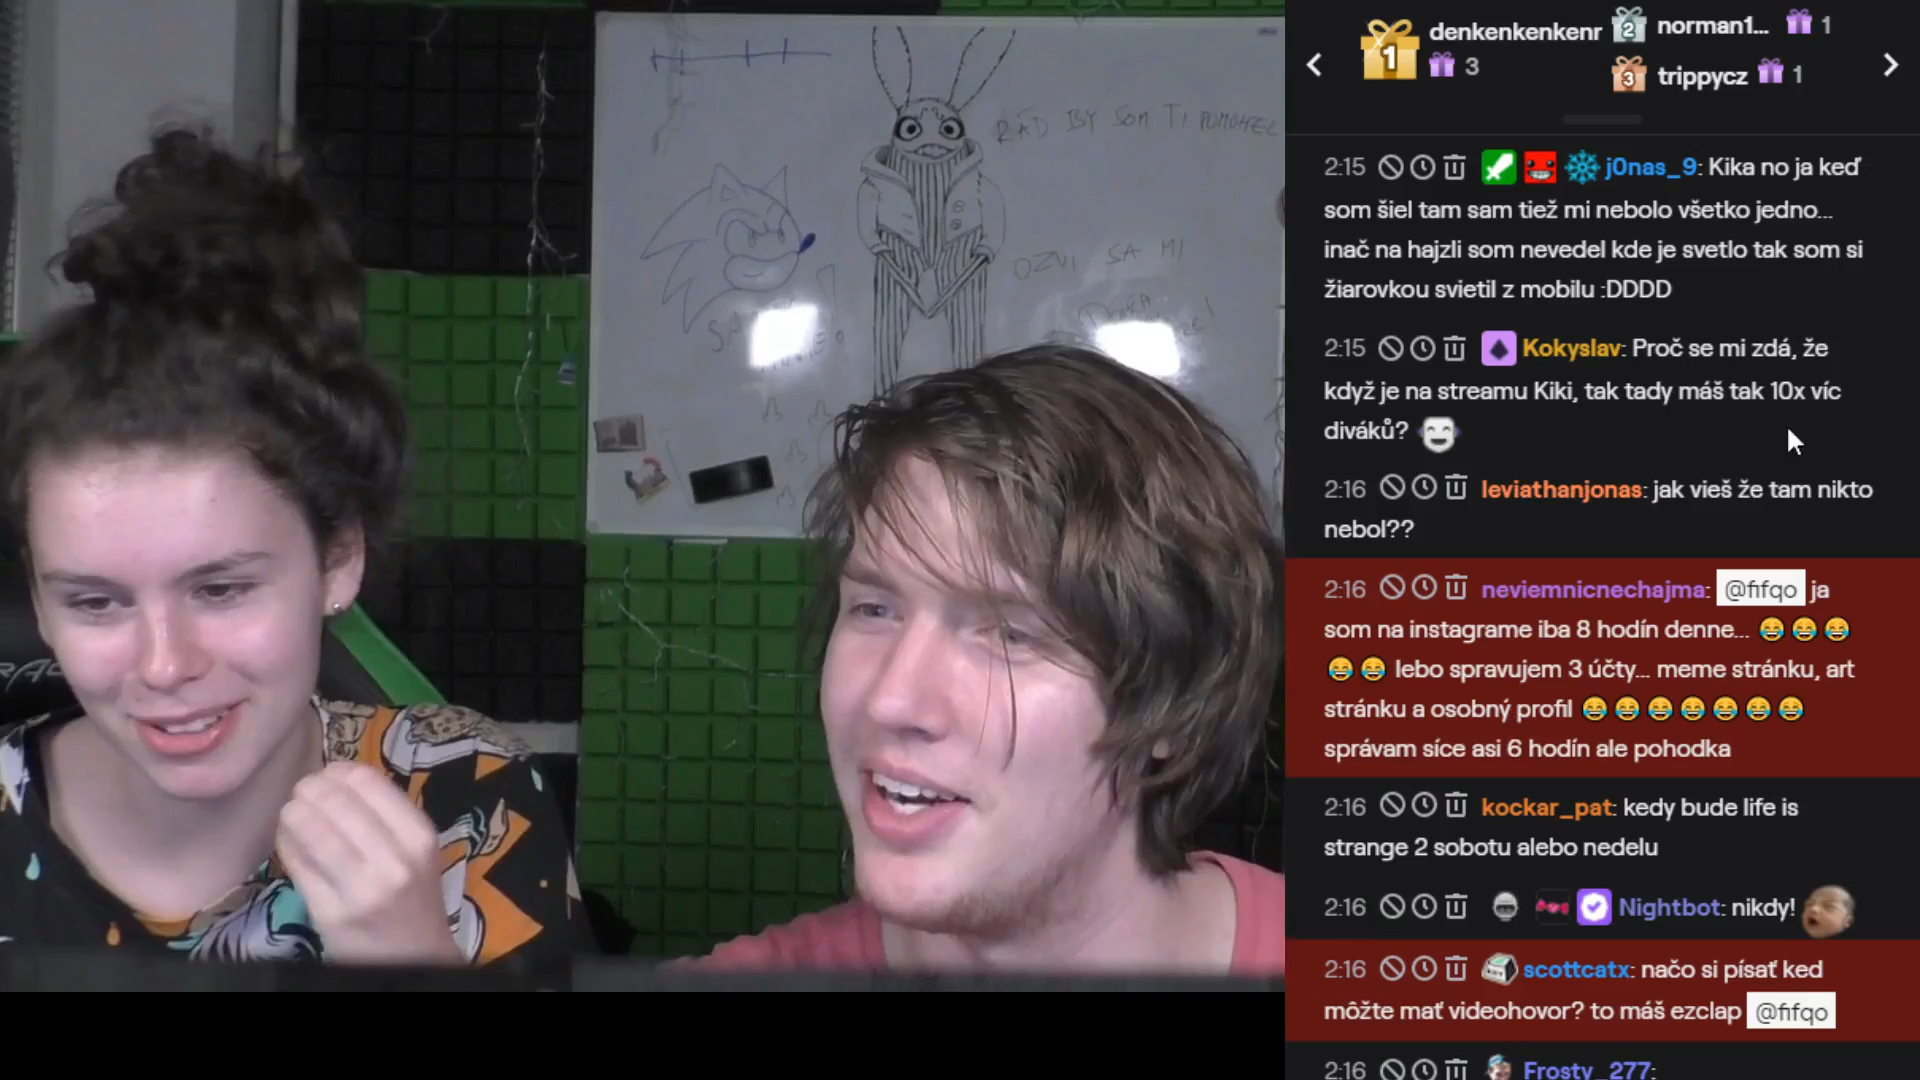 RÁD BY SOM TI POMOHEL
OZVI SA MI
denkenkenkenr
1
3
2 norman1... 1
3 trippycz 1
2:15 j0nas_9: Kika no ja keď
som šiel tam sam tiež mi nebolo všetko jedno...
inač na hajzli som nevedel kde je svetlo tak som si
žiarovkou svietil z mobilu :DDDD
2:15 Kokyslav: Proč se mi zdá, že
když je na streamu Kiki, tak tady máš tak 10x víc
diváků?
2:16 leviathanjonas: jak vieš že tam nikto
nebol??
2:16 neviemnicnechajma: @fifqo ja
som na instagrame iba 8 hodín denne... 😂😂😂
😂😂 lebo spravujem 3 účty... meme stránku, art
stránku a osobný profil 😂😂😂😂😂😂😂
správam síce asi 6 hodín ale pohodka
2:16 kockar_pat: kedy bude life is
strange 2 sobotu alebo nedelu
2:16 Nightbot: nikdy!
2:16 scottcatx: načo si písať ked
môžte mať videohovor? to máš ezclap @fifqo
2:16 Frosty_277: